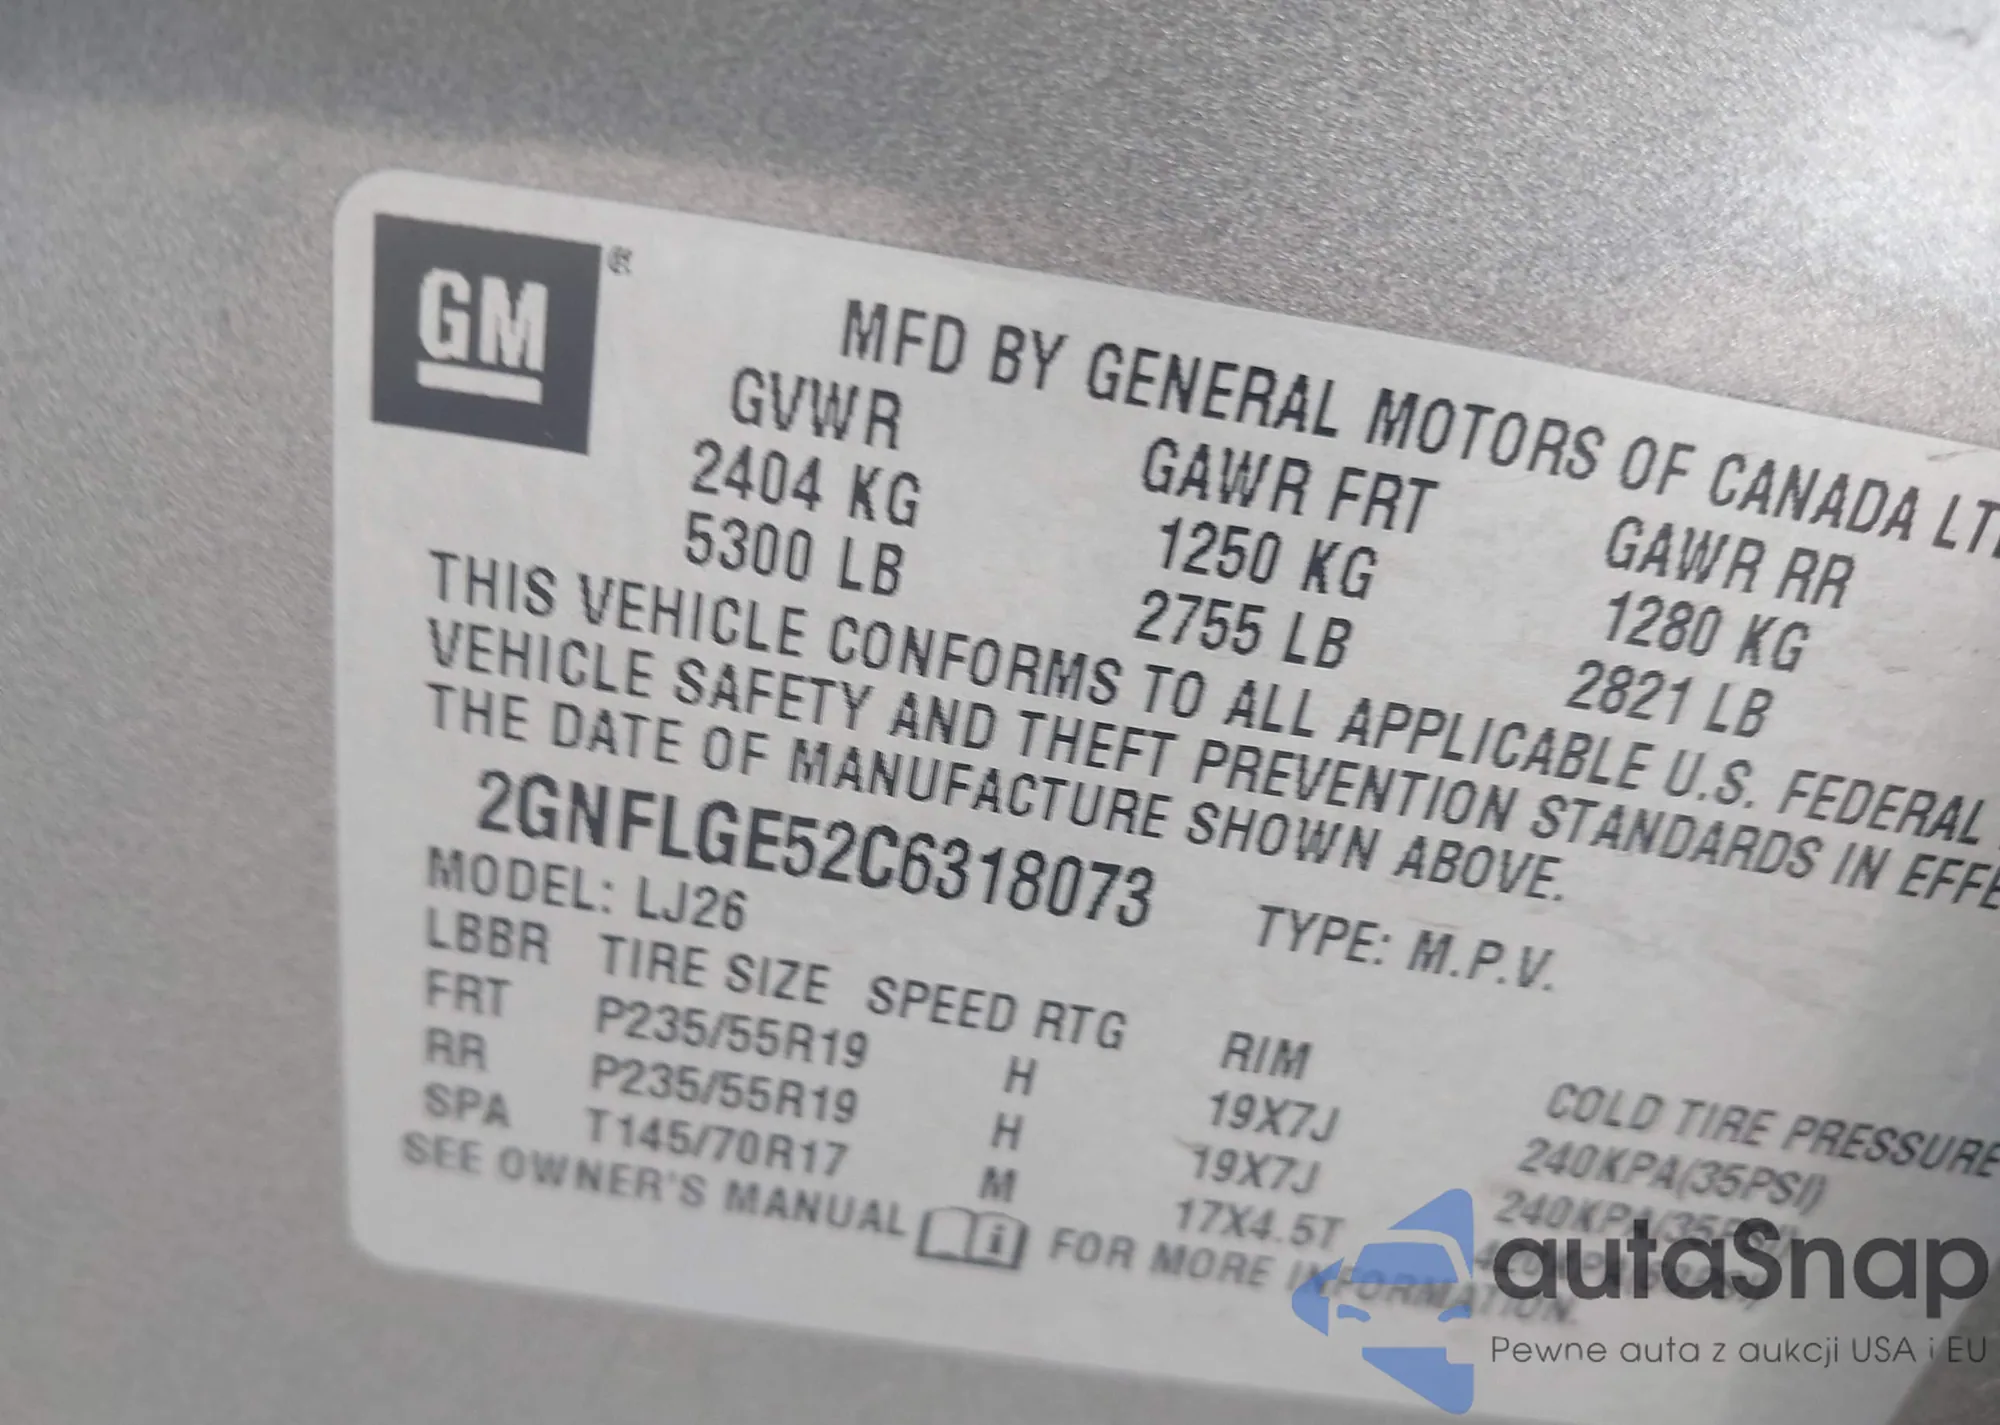 GM
MFD BY GENERAL MOTORS OF CANADA LT
GVWR GAWR FRT GAWR RR
2404 KG 1250 KG 1280 KG
5300 LB 2755 LB 2821 LB
THIS VEHICLE CONFORMS TO ALL APPLICABLE U.S. FEDERAL
VEHICLE SAFETY AND THEFT PREVENTION STANDARDS IN EFFE
THE DATE OF MANUFACTURE SHOWN ABOVE.
2GNFLGE52C6318073 TYPE: M.P.V.
MODEL: LJ26
LBBR TIRE SIZE SPEED RTG RIM COLD TIRE PRESSURE
FRT P235/55R19 H 19X7J 240KPA(35PSI)
RR P235/55R19 H 19X7J 240KPA(35PSI)
SPA T145/70R17 M 17X4.5T
SEE OWNER'S MANUAL i FOR MORE INFORMATION.
autaSnap
Pewne auta z aukcji USA i EU